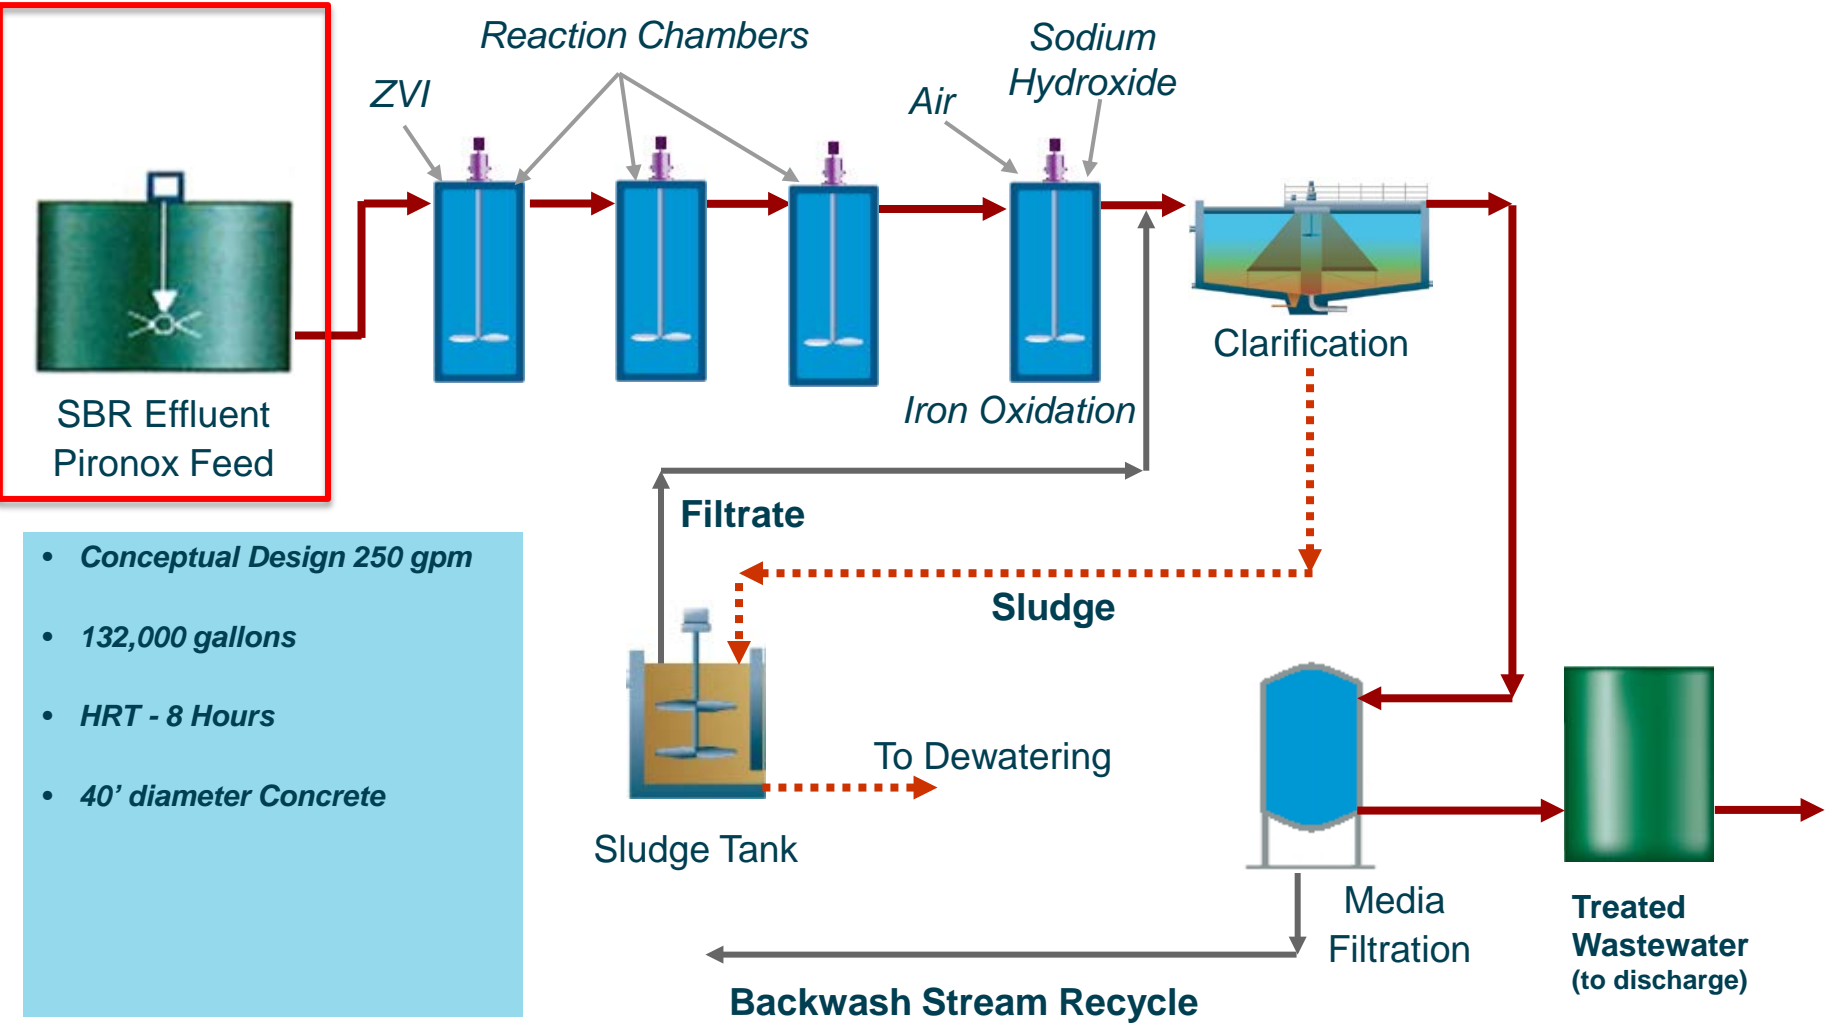 Reaction Chambers
Sodium
Hydroxide
ZVI
Air
SBR Effluent
Pironox Feed
Clarification
Iron Oxidation
Filtrate
Sludge
• Conceptual Design 250 gpm
• 132,000 gallons
• HRT - 8 Hours
• 40’ diameter Concrete
To Dewatering
Sludge Tank
Media
Filtration
Treated
Wastewater
(to discharge)
Backwash Stream Recycle